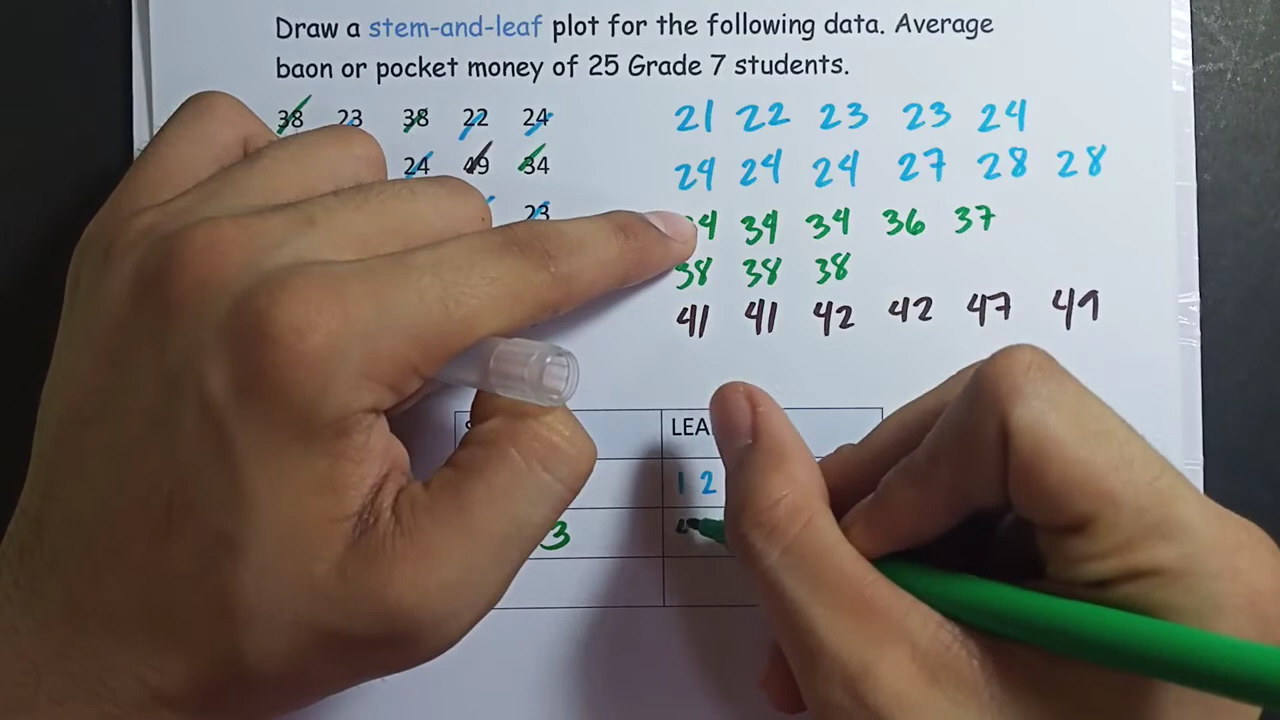 Draw a stem-and-leaf plot for the following data. Average
baon or pocket money of 25 Grade 7 students.
38 23 38 22 24
24 49 34
23
21 22 23 23 24
24 24 24 27 28 28
34 34 36 37
38 38 38
41 41 42 42 47 49
1 2
3